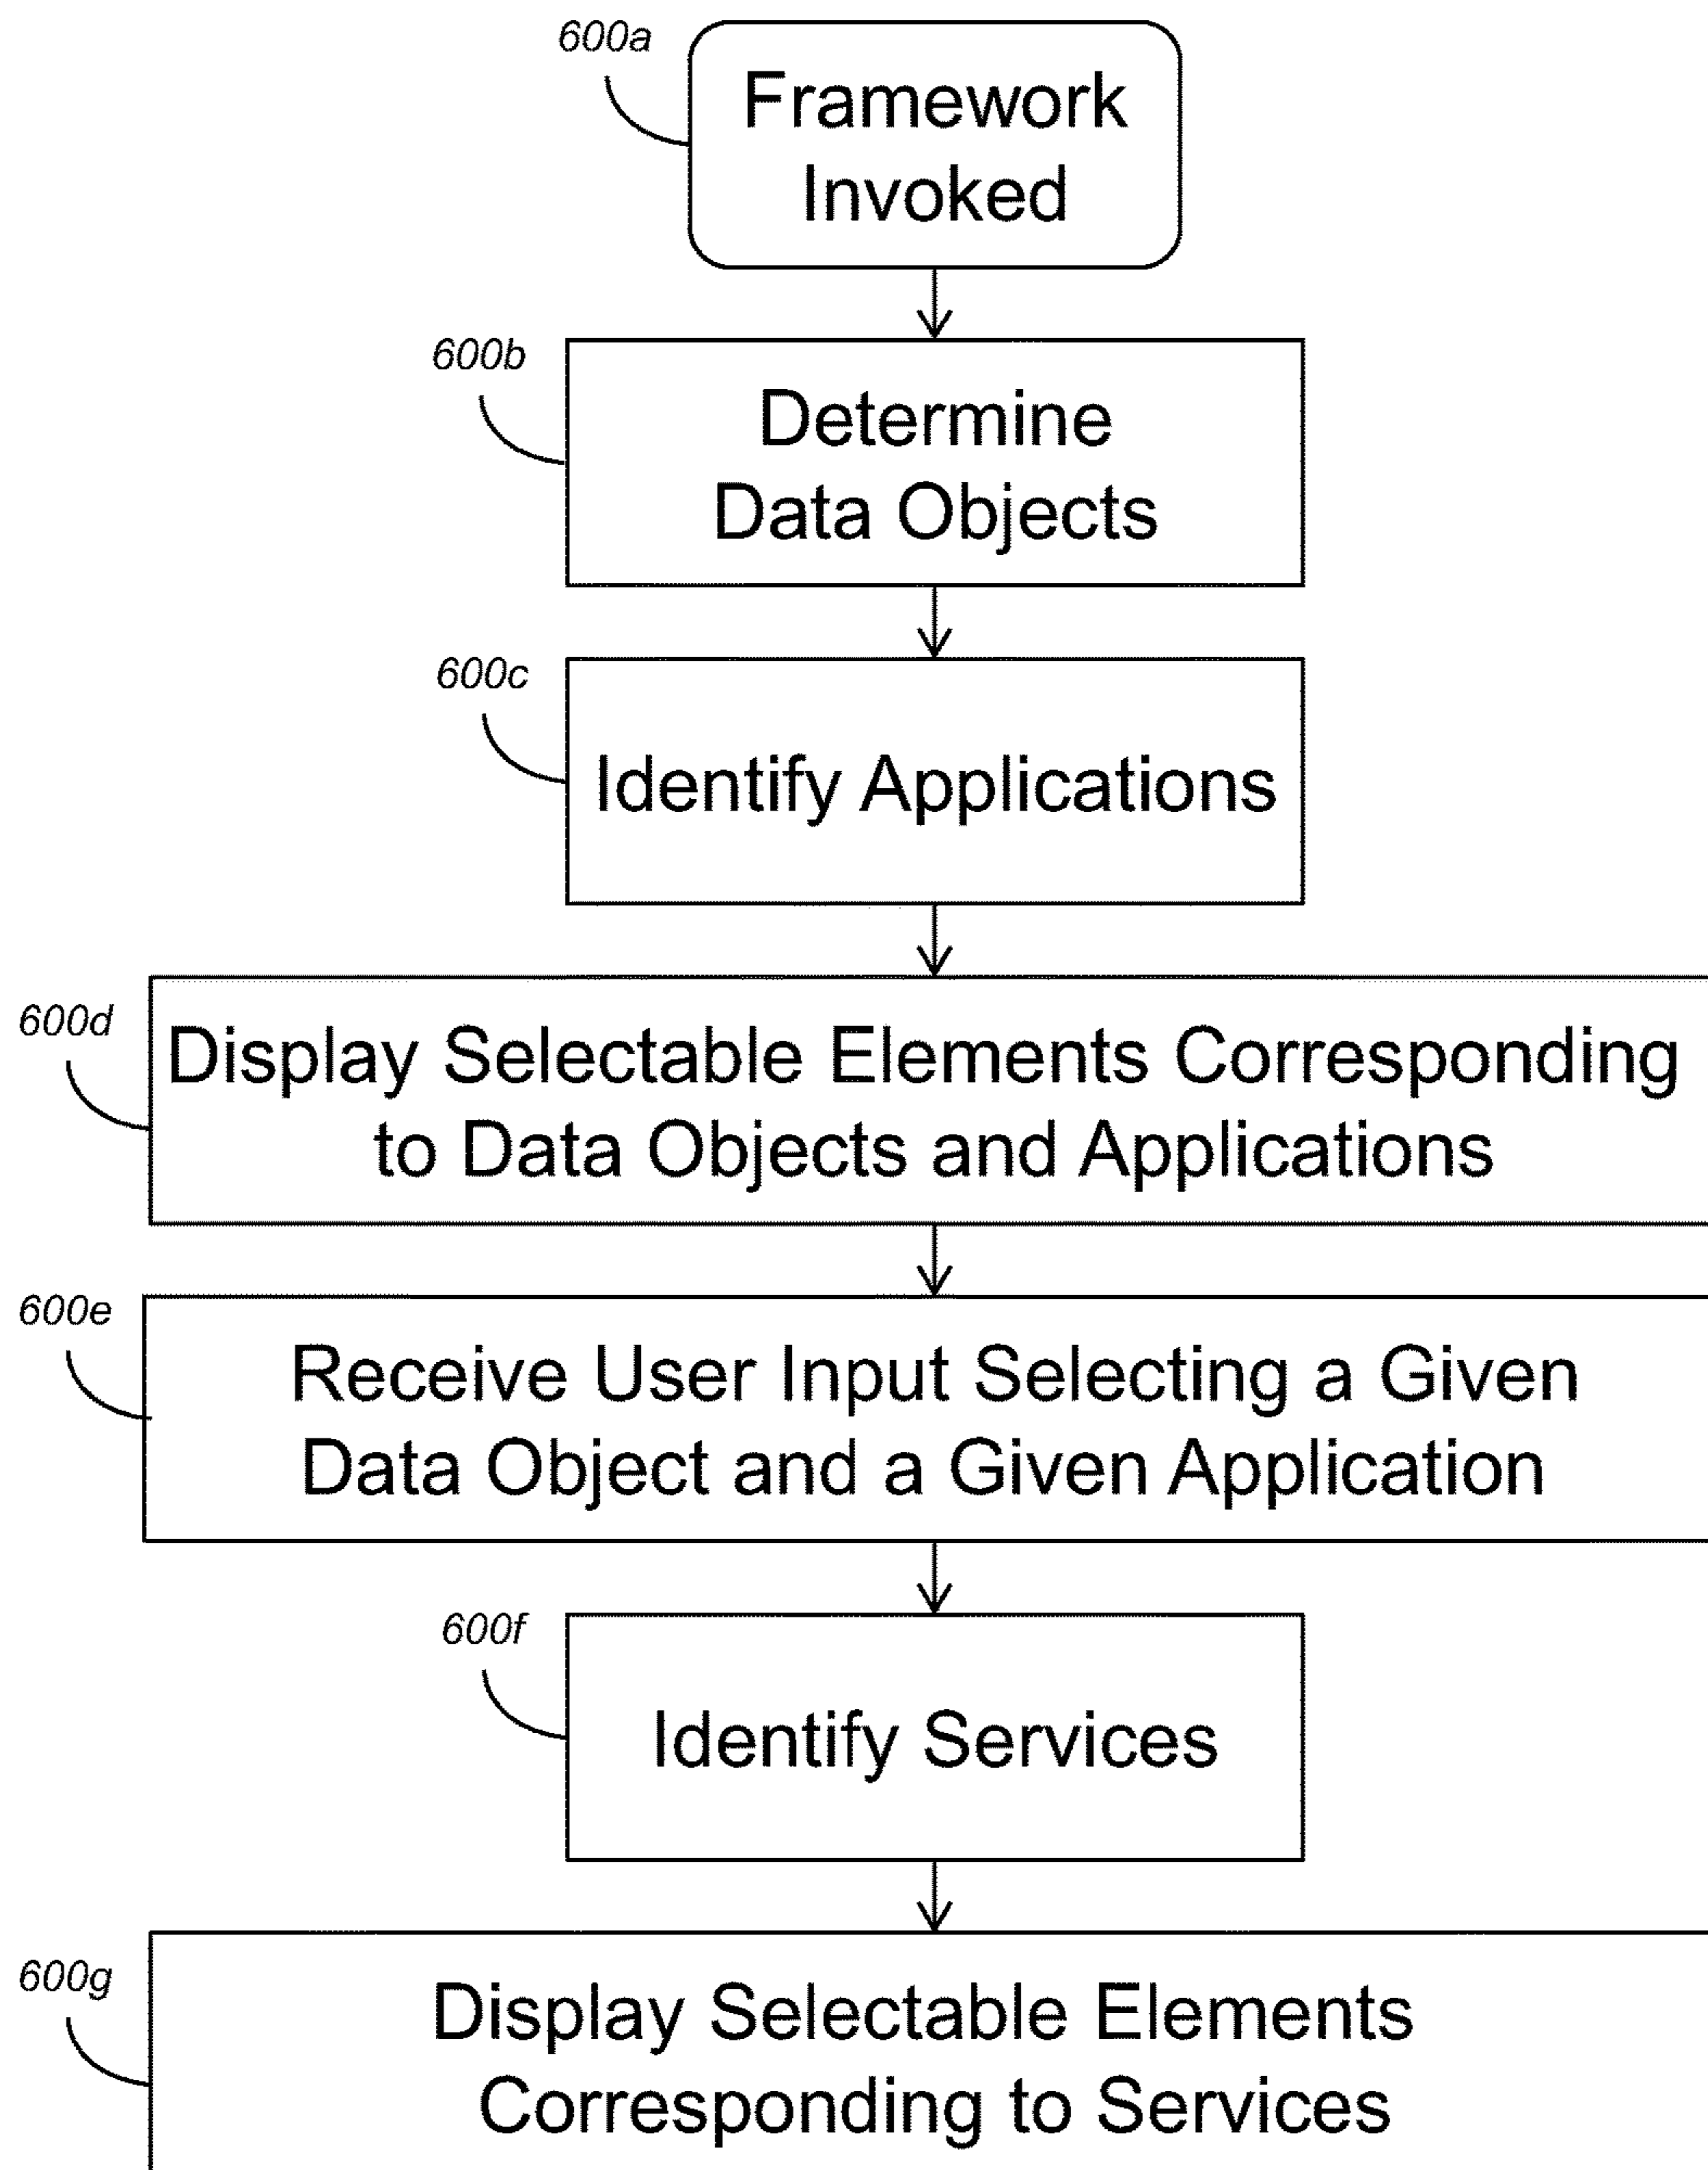 600a
Framework
Invoked
600b
Determine
Data Objects
600c
Identify Applications
600d
Display Selectable Elements Corresponding
to Data Objects and Applications
600e
Receive User Input Selecting a Given
Data Object and a Given Application
600f
Identify Services
600g
Display Selectable Elements
Corresponding to Services